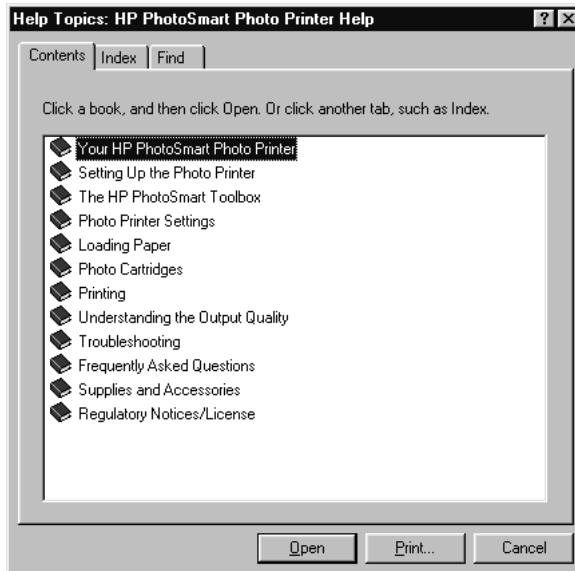 Help Topics: HP PhotoSmart Photo Printer Help
Contents Index Find
Click a book, and then click Open. Or click another tab, such as Index.
Your HP PhotoSmart Photo Printer
Setting Up the Photo Printer
The HP PhotoSmart Toolbox
Photo Printer Settings
Loading Paper
Photo Cartridges
Printing
Understanding the Output Quality
Troubleshooting
Frequently Asked Questions
Supplies and Accessories
Regulatory Notices/License
Open Print... Cancel